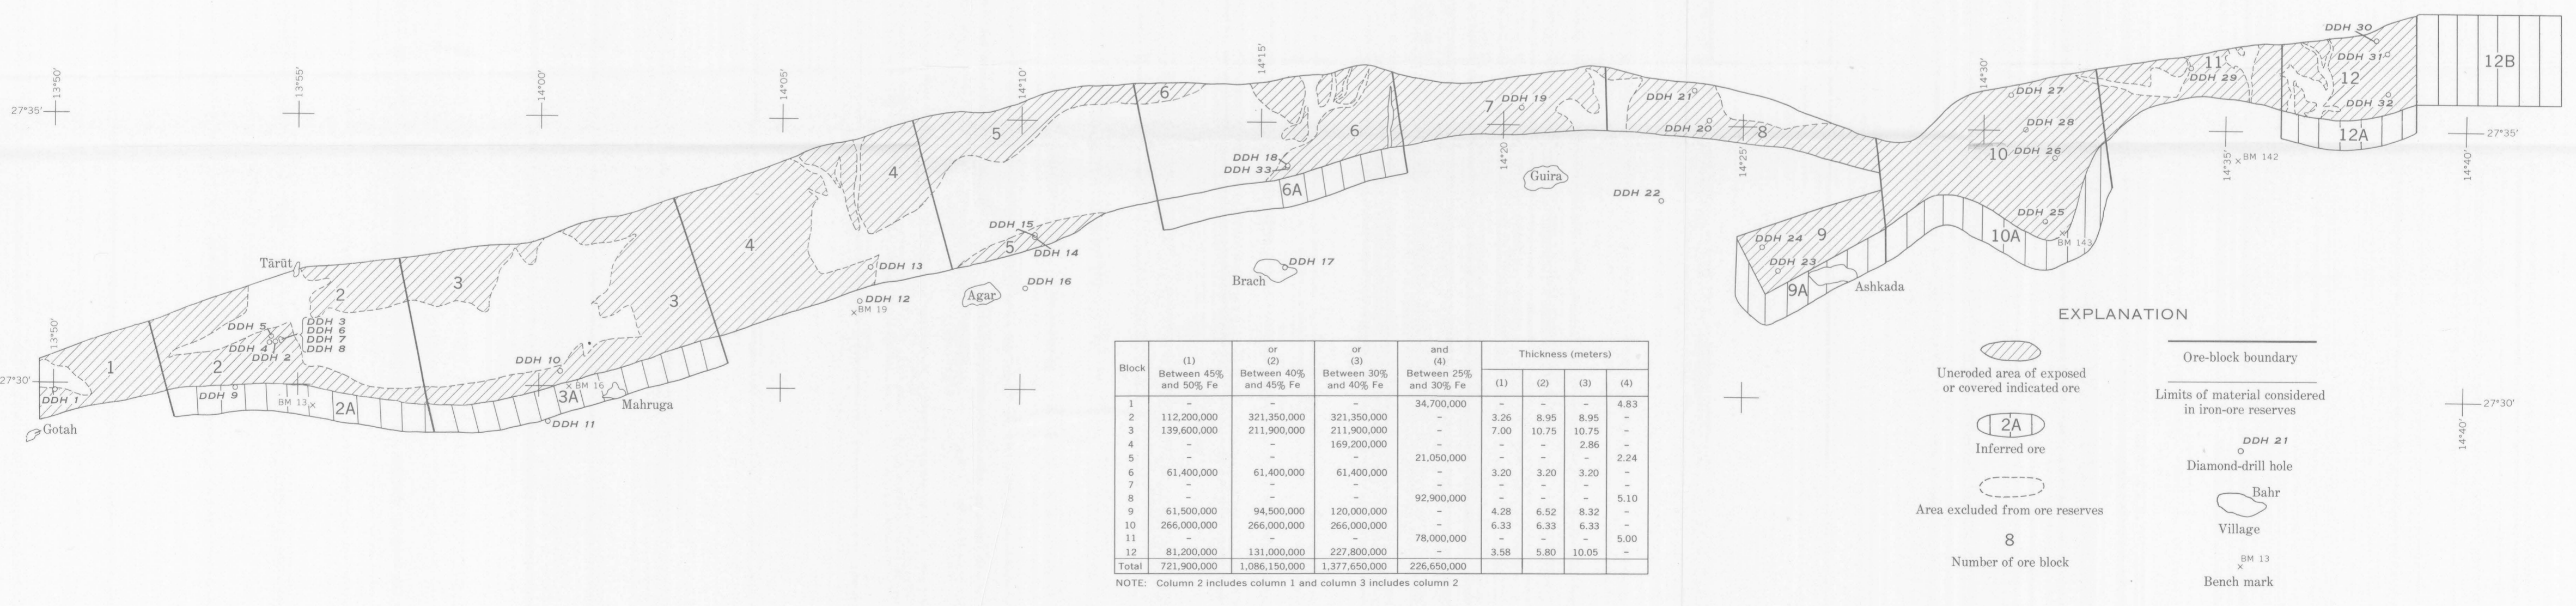 13°50'
13°55'
14°00'
14°05'
14°10'
14°15'
14°20'
14°25'
14°30'
14°35'
14°40'
27°35'
27°35'
13°50'
27°30'
27°30'
14°40'
Gotah
DDH 1
1
2
2
Tārūt
DDH 5
DDH 4
DDH 2
DDH 3
DDH 6
DDH 7
DDH 8
DDH 9
BM 13
2A
3
3
DDH 10
BM 16
3A
Mahruga
DDH 11
4
4
DDH 13
DDH 12
BM 19
5
5
DDH 15
DDH 14
DDH 16
Agar
6
6
DDH 18
DDH 33
6A
Brach
DDH 17
7
DDH 19
Guira
DDH 21
DDH 20
8
DDH 22
9
DDH 24
DDH 23
9A
Ashkada
10
DDH 27
DDH 28
DDH 26
DDH 25
10A
BM 143
11
DDH 29
BM 142
DDH 30
DDH 31
12
DDH 32
12A
12B
Block
(1)
Between 45%
and 50% Fe
or
(2)
Between 40%
and 45% Fe
or
(3)
Between 30%
and 40% Fe
and
(4)
Between 25%
and 30% Fe
Thickness (meters)
(1) (2) (3) (4)
1 – – – 34,700,000 – – – 4.83
2 112,200,000 321,350,000 321,350,000 – 3.26 8.95 8.95 –
3 139,600,000 211,900,000 211,900,000 – 7.00 10.75 10.75 –
4 – – 169,200,000 – – – 2.86 –
5 – – – 21,050,000 – – – 2.24
6 61,400,000 61,400,000 61,400,000 – 3.20 3.20 3.20 –
7 – – – – – – – –
8 – – – 92,900,000 – – – 5.10
9 61,500,000 94,500,000 120,000,000 – 4.28 6.52 8.32 –
10 266,000,000 266,000,000 266,000,000 – 6.33 6.33 6.33 –
11 – – – 78,000,000 – – – 5.00
12 81,200,000 131,000,000 227,800,000 – 3.58 5.80 10.05 –
Total 721,900,000 1,086,150,000 1,377,650,000 226,650,000
NOTE: Column 2 includes column 1 and column 3 includes column 2
EXPLANATION
Uneroded area of exposed
or covered indicated ore
2A
Inferred ore
Area excluded from ore reserves
8
Number of ore block
Ore-block boundary
Limits of material considered
in iron-ore reserves
DDH 21
Diamond-drill hole
Bahr
Village
BM 13
Bench mark